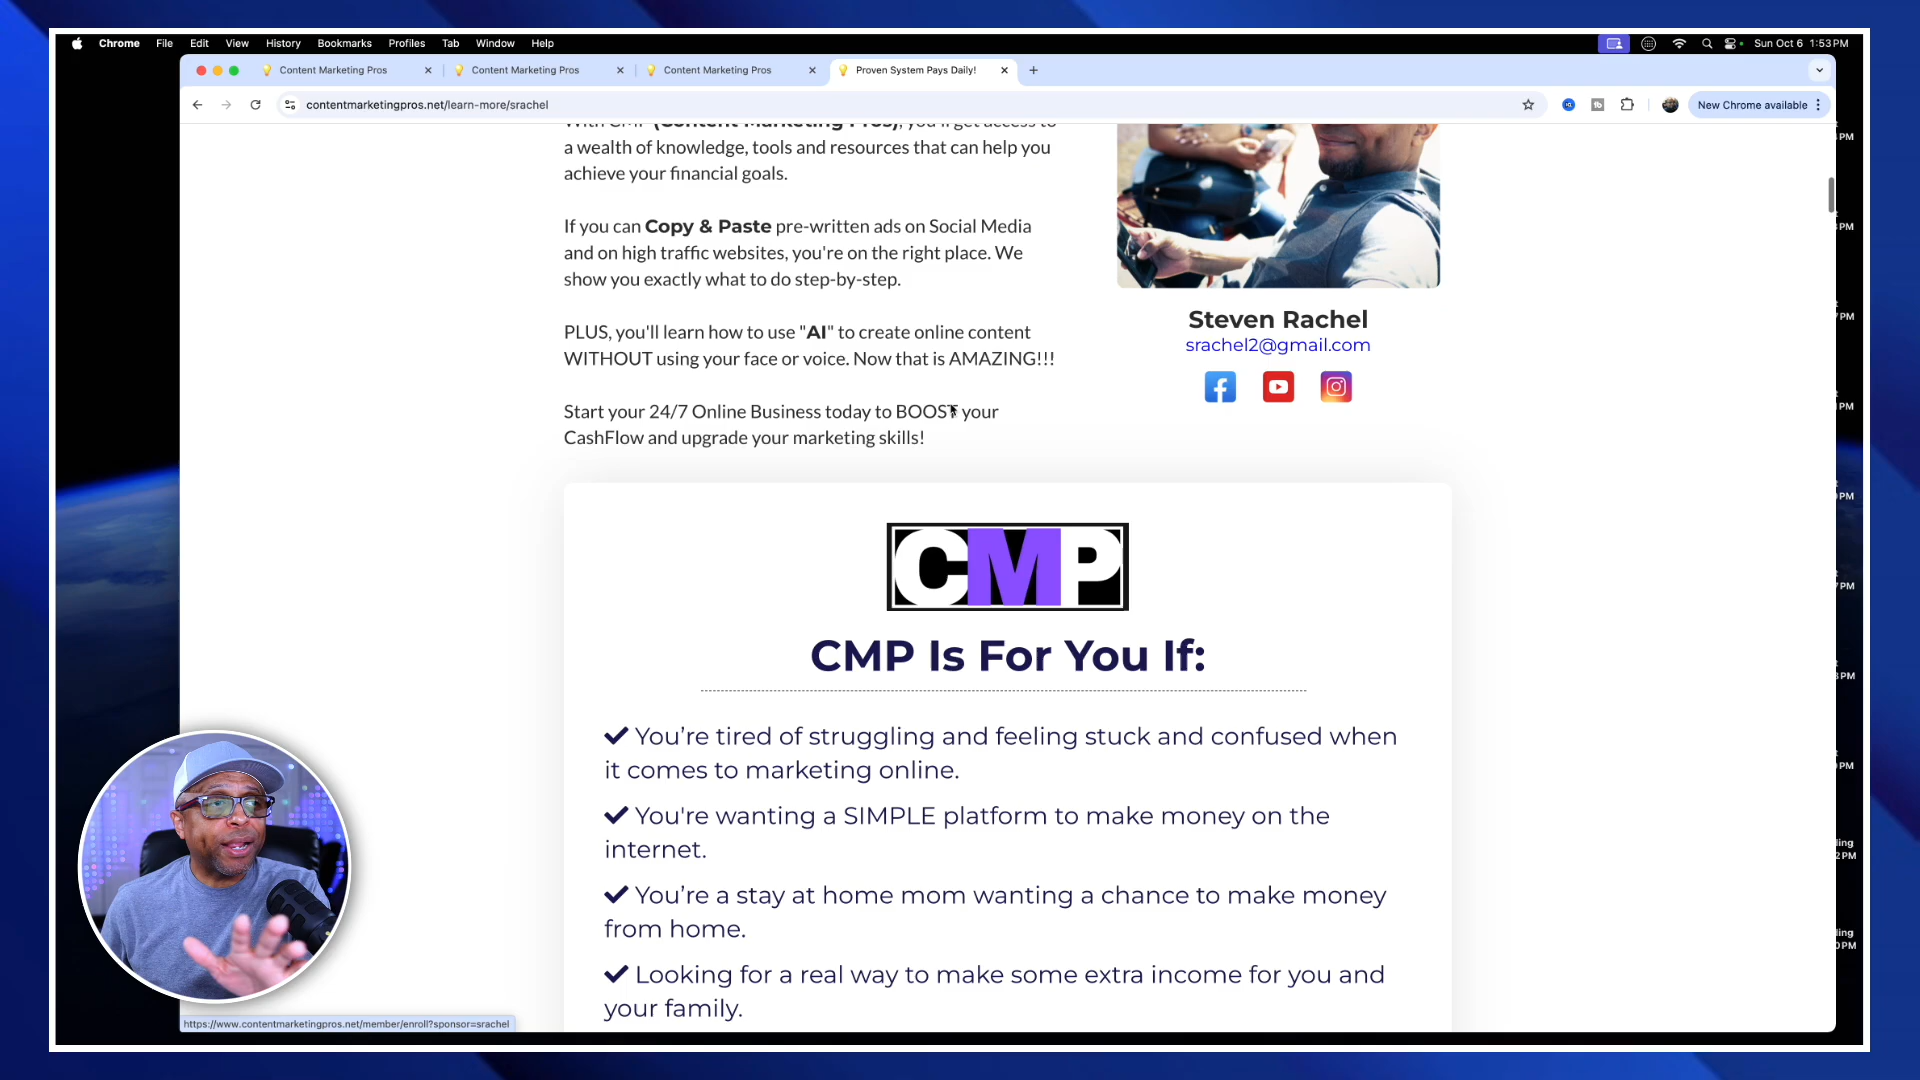 Chrome File Edit View History Bookmarks Profiles Tab Window Help
Sun Oct 6 1:53 PM
Content Marketing Pros
Content Marketing Pros
Content Marketing Pros
Proven System Pays Daily!
contentmarketingpros.net/learn-more/srachel
New Chrome available
With CMP (Content Marketing Pros), you'll get access to
a wealth of knowledge, tools and resources that can help you
achieve your financial goals.
If you can Copy & Paste pre-written ads on Social Media
and on high traffic websites, you're on the right place. We
show you exactly what to do step-by-step.
PLUS, you'll learn how to use "AI" to create online content
WITHOUT using your face or voice. Now that is AMAZING!!!
Start your 24/7 Online Business today to BOOST your
CashFlow and upgrade your marketing skills!
Steven Rachel
srachel2@gmail.com
CMP
CMP Is For You If:
You’re tired of struggling and feeling stuck and confused when
it comes to marketing online.
You're wanting a SIMPLE platform to make money on the
internet.
You’re a stay at home mom wanting a chance to make money
from home.
Looking for a real way to make some extra income for you and
your family.
https://www.contentmarketingpros.net/member/enroll?sponsor=srachel